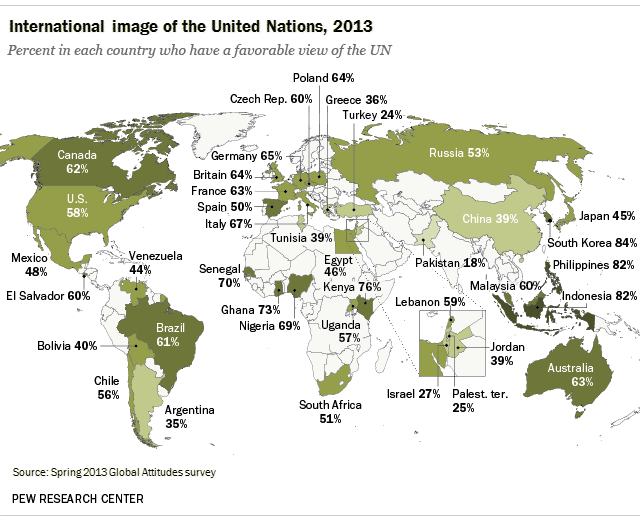 International image of the United Nations, 2013
Percent in each country who have a favorable view of the UN
Poland 64%
Czech Rep. 60%
Greece 36%
Turkey 24%
Canada
62%
Germany 65%
Russia 53%
Britain 64%
France 63%
U.S.
58%
Spain 50%
Italy 67%
China 39%
Japan 45%
Tunisia 39%
South Korea 84%
Mexico
48%
Venezuela
44%
Senegal
70%
Egypt
46%
Pakistan 18%
Philippines 82%
El Salvador 60%
Kenya 76%
Malaysia 60%
Lebanon 59%
Indonesia 82%
Ghana 73%
Nigeria 69%
Brazil
61%
Uganda
57%
Bolivia 40%
Jordan
39%
Australia
63%
Chile
56%
Israel 27%
Palest. ter.
25%
Argentina
35%
South Africa
51%
Source: Spring 2013 Global Attitudes survey
PEW RESEARCH CENTER